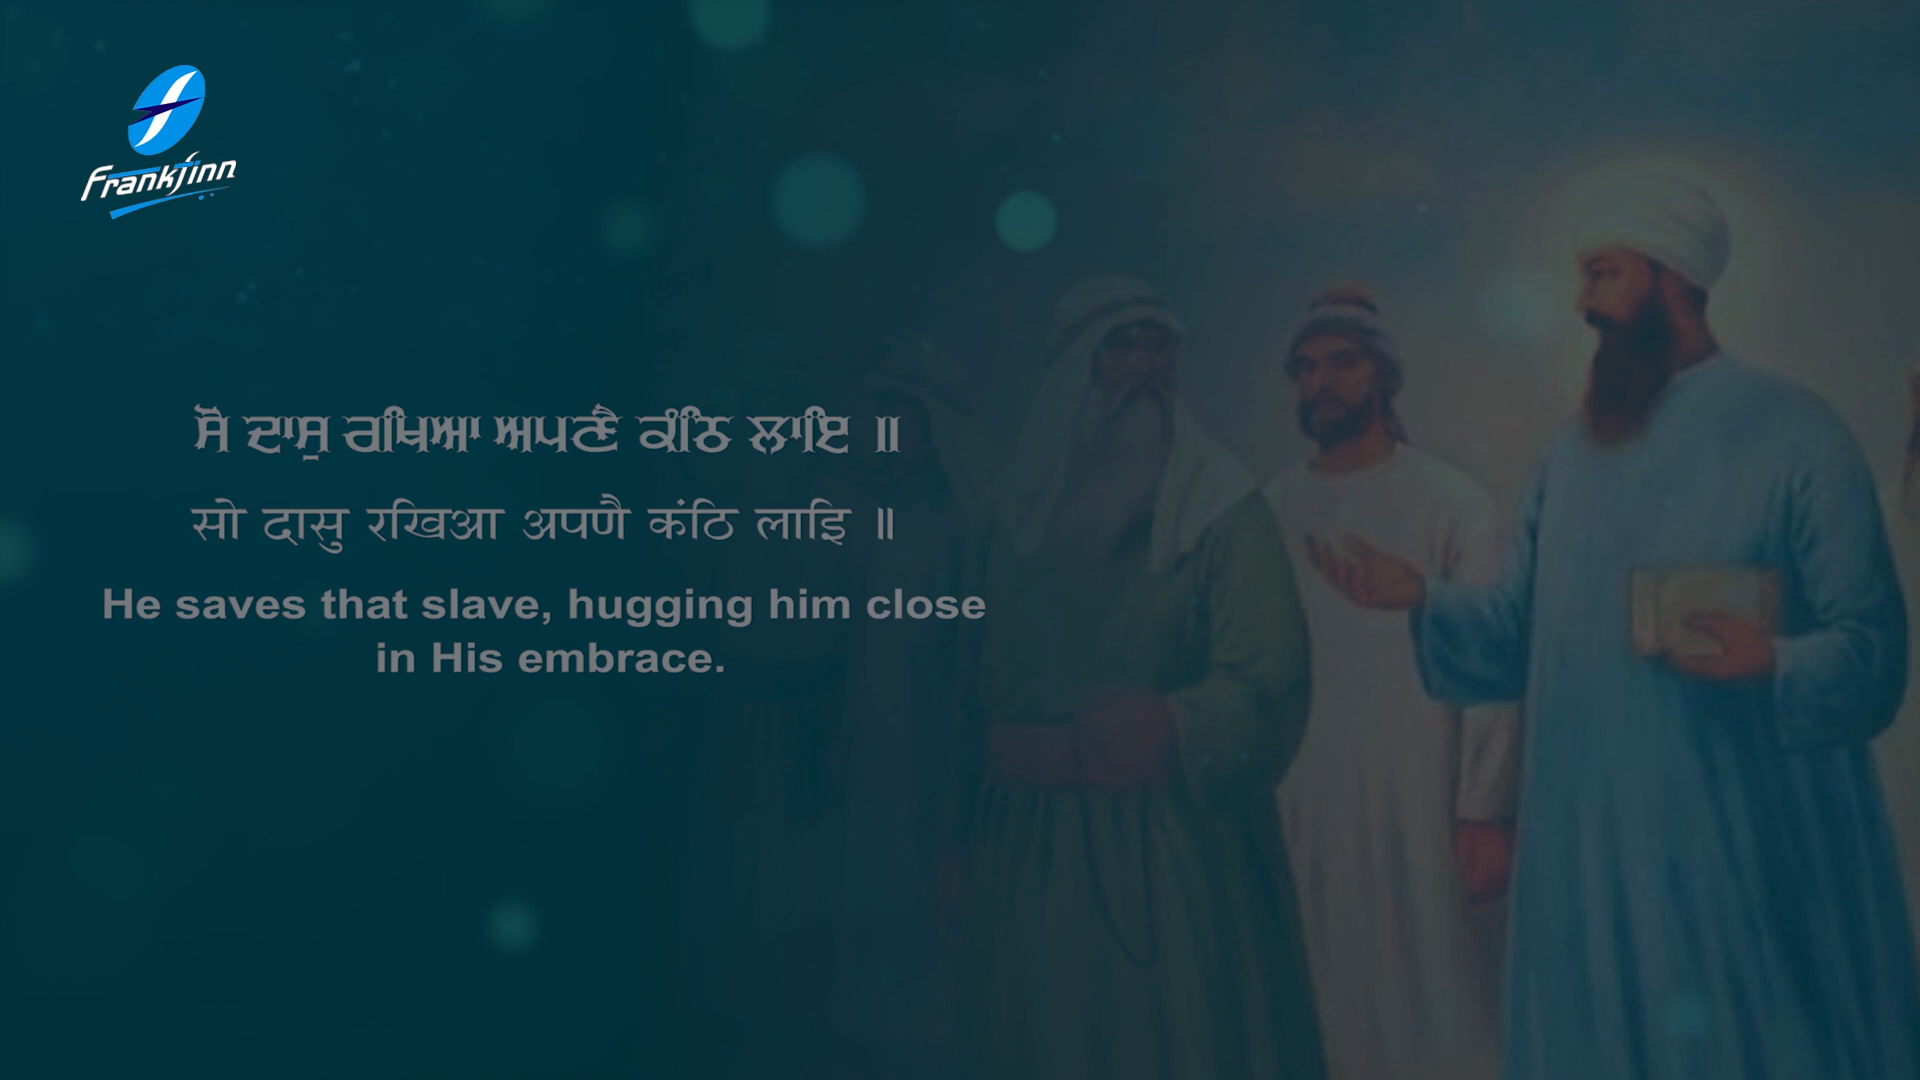 Frankfinn
ਸੋ ਦਾਸੁ ਰਖਿਆ ਅਪਣੈ ਕੰਠਿ ਲਾਇ ॥
सो दासु रखिआ अपणै कंठि लाइ ॥
He saves that slave, hugging him close
in His embrace.